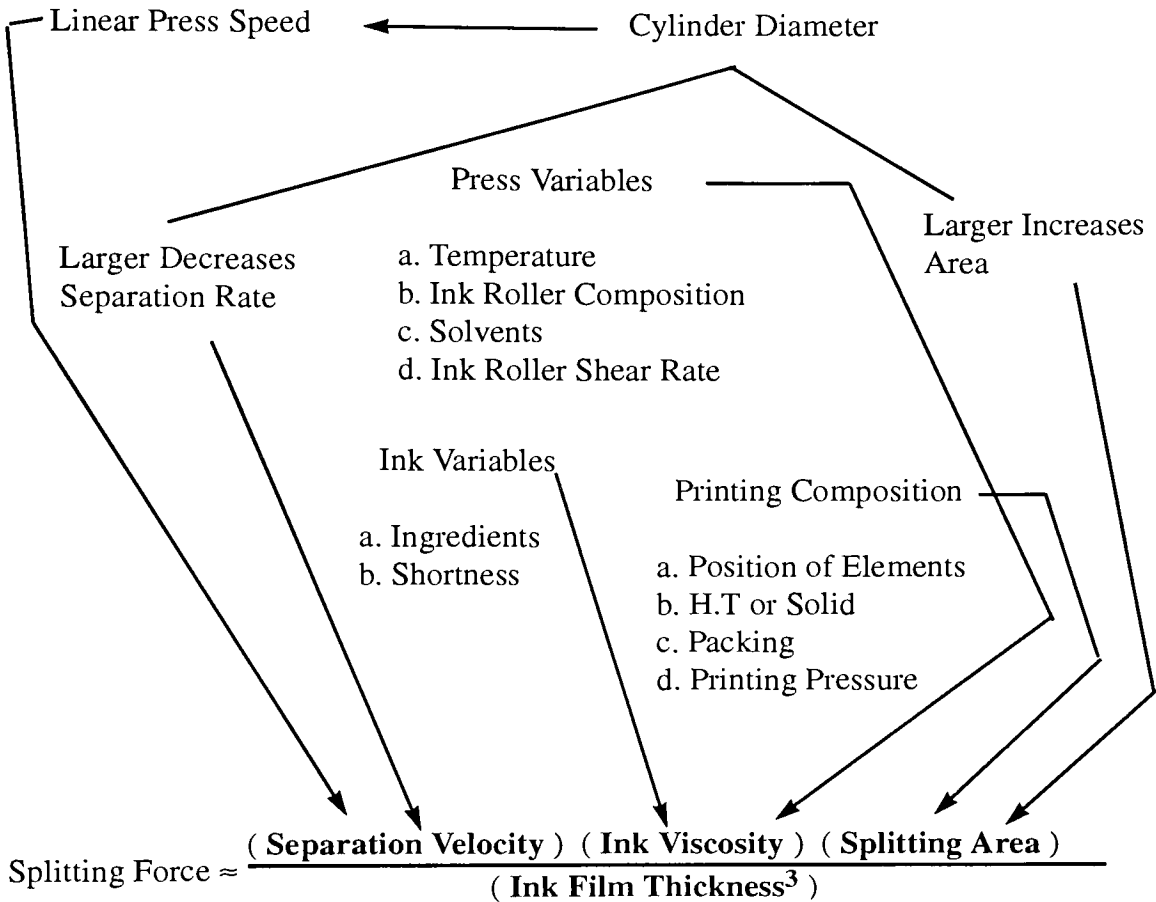 Linear Press Speed
Cylinder Diameter
Press Variables
Larger Decreases
Separation Rate
a. Temperature
b. Ink Roller Composition
c. Solvents
d. Ink Roller Shear Rate
Larger Increases
Area
Ink Variables
a. Ingredients
b. Shortness
Printing Composition
a. Position of Elements
b. H.T or Solid
c. Packing
d. Printing Pressure
Splitting Force ≈ ( Separation Velocity ) ( Ink Viscosity ) ( Splitting Area )
( Ink Film Thickness³ )